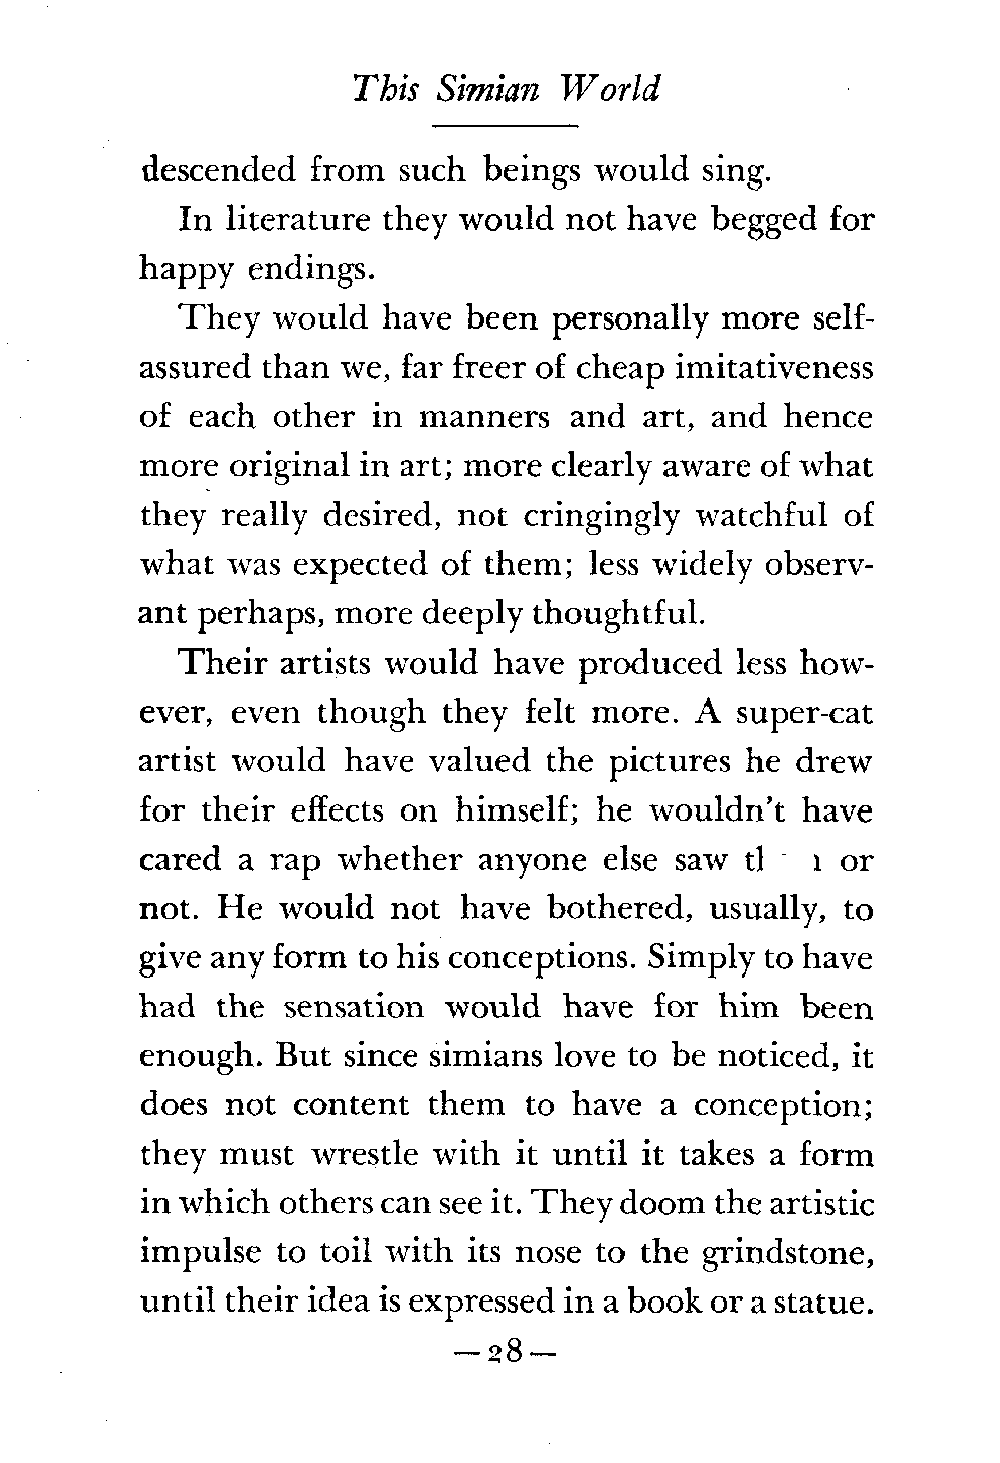 This Simian World
descended from such beings would sing.
In literature they would not have begged for
happy endings.
They would have been personally more self-
assured than we, far freer of cheap imitativeness
of each other in manners and art, and hence
more original in art; more clearly aware of what
they really desired, not cringingly watchful of
what was expected of them; less widely observ-
ant perhaps, more deeply thoughtful.
Their artists would have produced less how-
ever, even though they felt more. A super-cat
artist would have valued the pictures he drew
for their effects on himself; he wouldn't have
cared a rap whether anyone else saw or
not. He would not have bothered, usually, to
give any form to his conceptions. Simply to have
had the sensation would have for him been
enough. But since simians love to be noticed, it
does not content them to have a conception;
they must wrestle with it until it takes a form
in which others can see it. They doom the artistic
impulse to toil with its nose to the grindstone,
until their idea is expressed in a book or a statue.
—28—